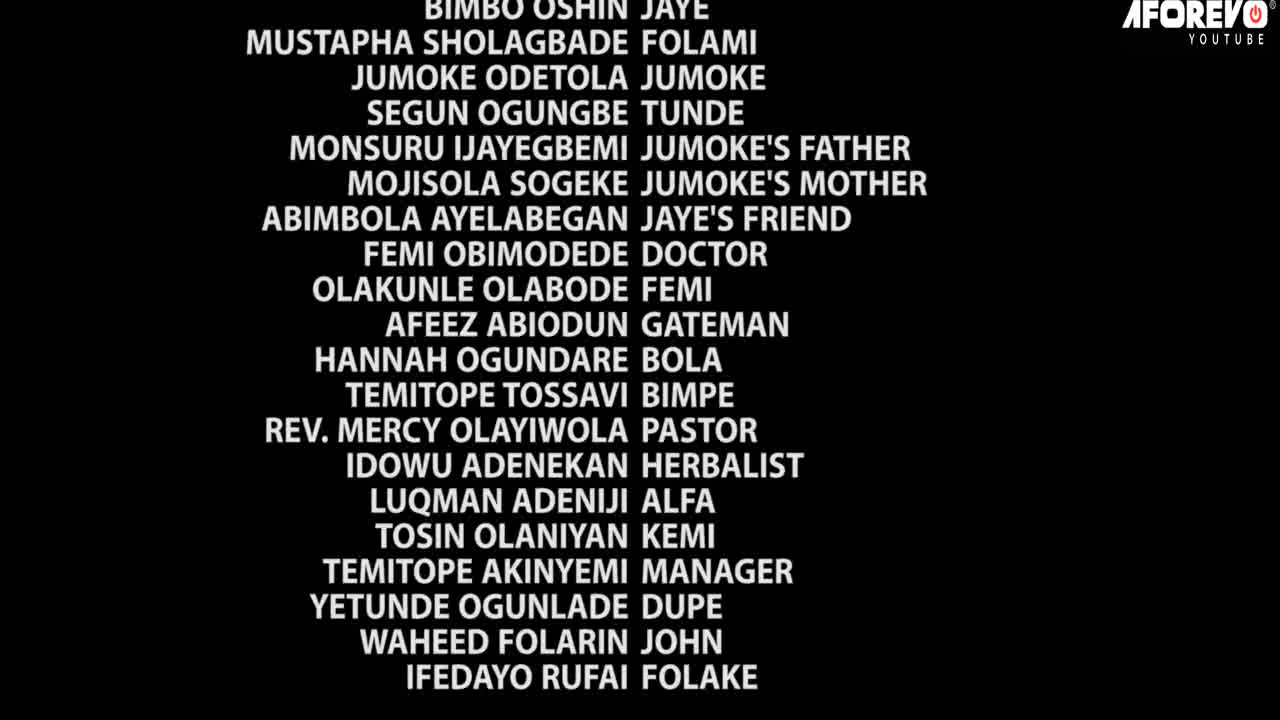 BIMBO OSHIN JAYE
MUSTAPHA SHOLAGBADE FOLAMI
JUMOKE ODETOLA JUMOKE
SEGUN OGUNGBE TUNDE
MONSURU IJAYEGBEMI JUMOKE'S FATHER
MOJISOLA SOGEKE JUMOKE'S MOTHER
ABIMBOLA AYELABEGAN JAYE'S FRIEND
FEMI OBIMODEDE DOCTOR
OLAKUNLE OLABODE FEMI
AFEEZ ABIODUN GATEMAN
HANNAH OGUNDARE BOLA
TEMITOPE TOSSAVI BIMPE
REV. MERCY OLAYIWOLA PASTOR
IDOWU ADENEKAN HERBALIST
LUQMAN ADENIJI ALFA
TOSIN OLANIYAN KEMI
TEMITOPE AKINYEMI MANAGER
YETUNDE OGUNLADE DUPE
WAHEED FOLARIN JOHN
IFEDAYO RUFAI FOLAKE
AFOREVO®
YOUTUBE